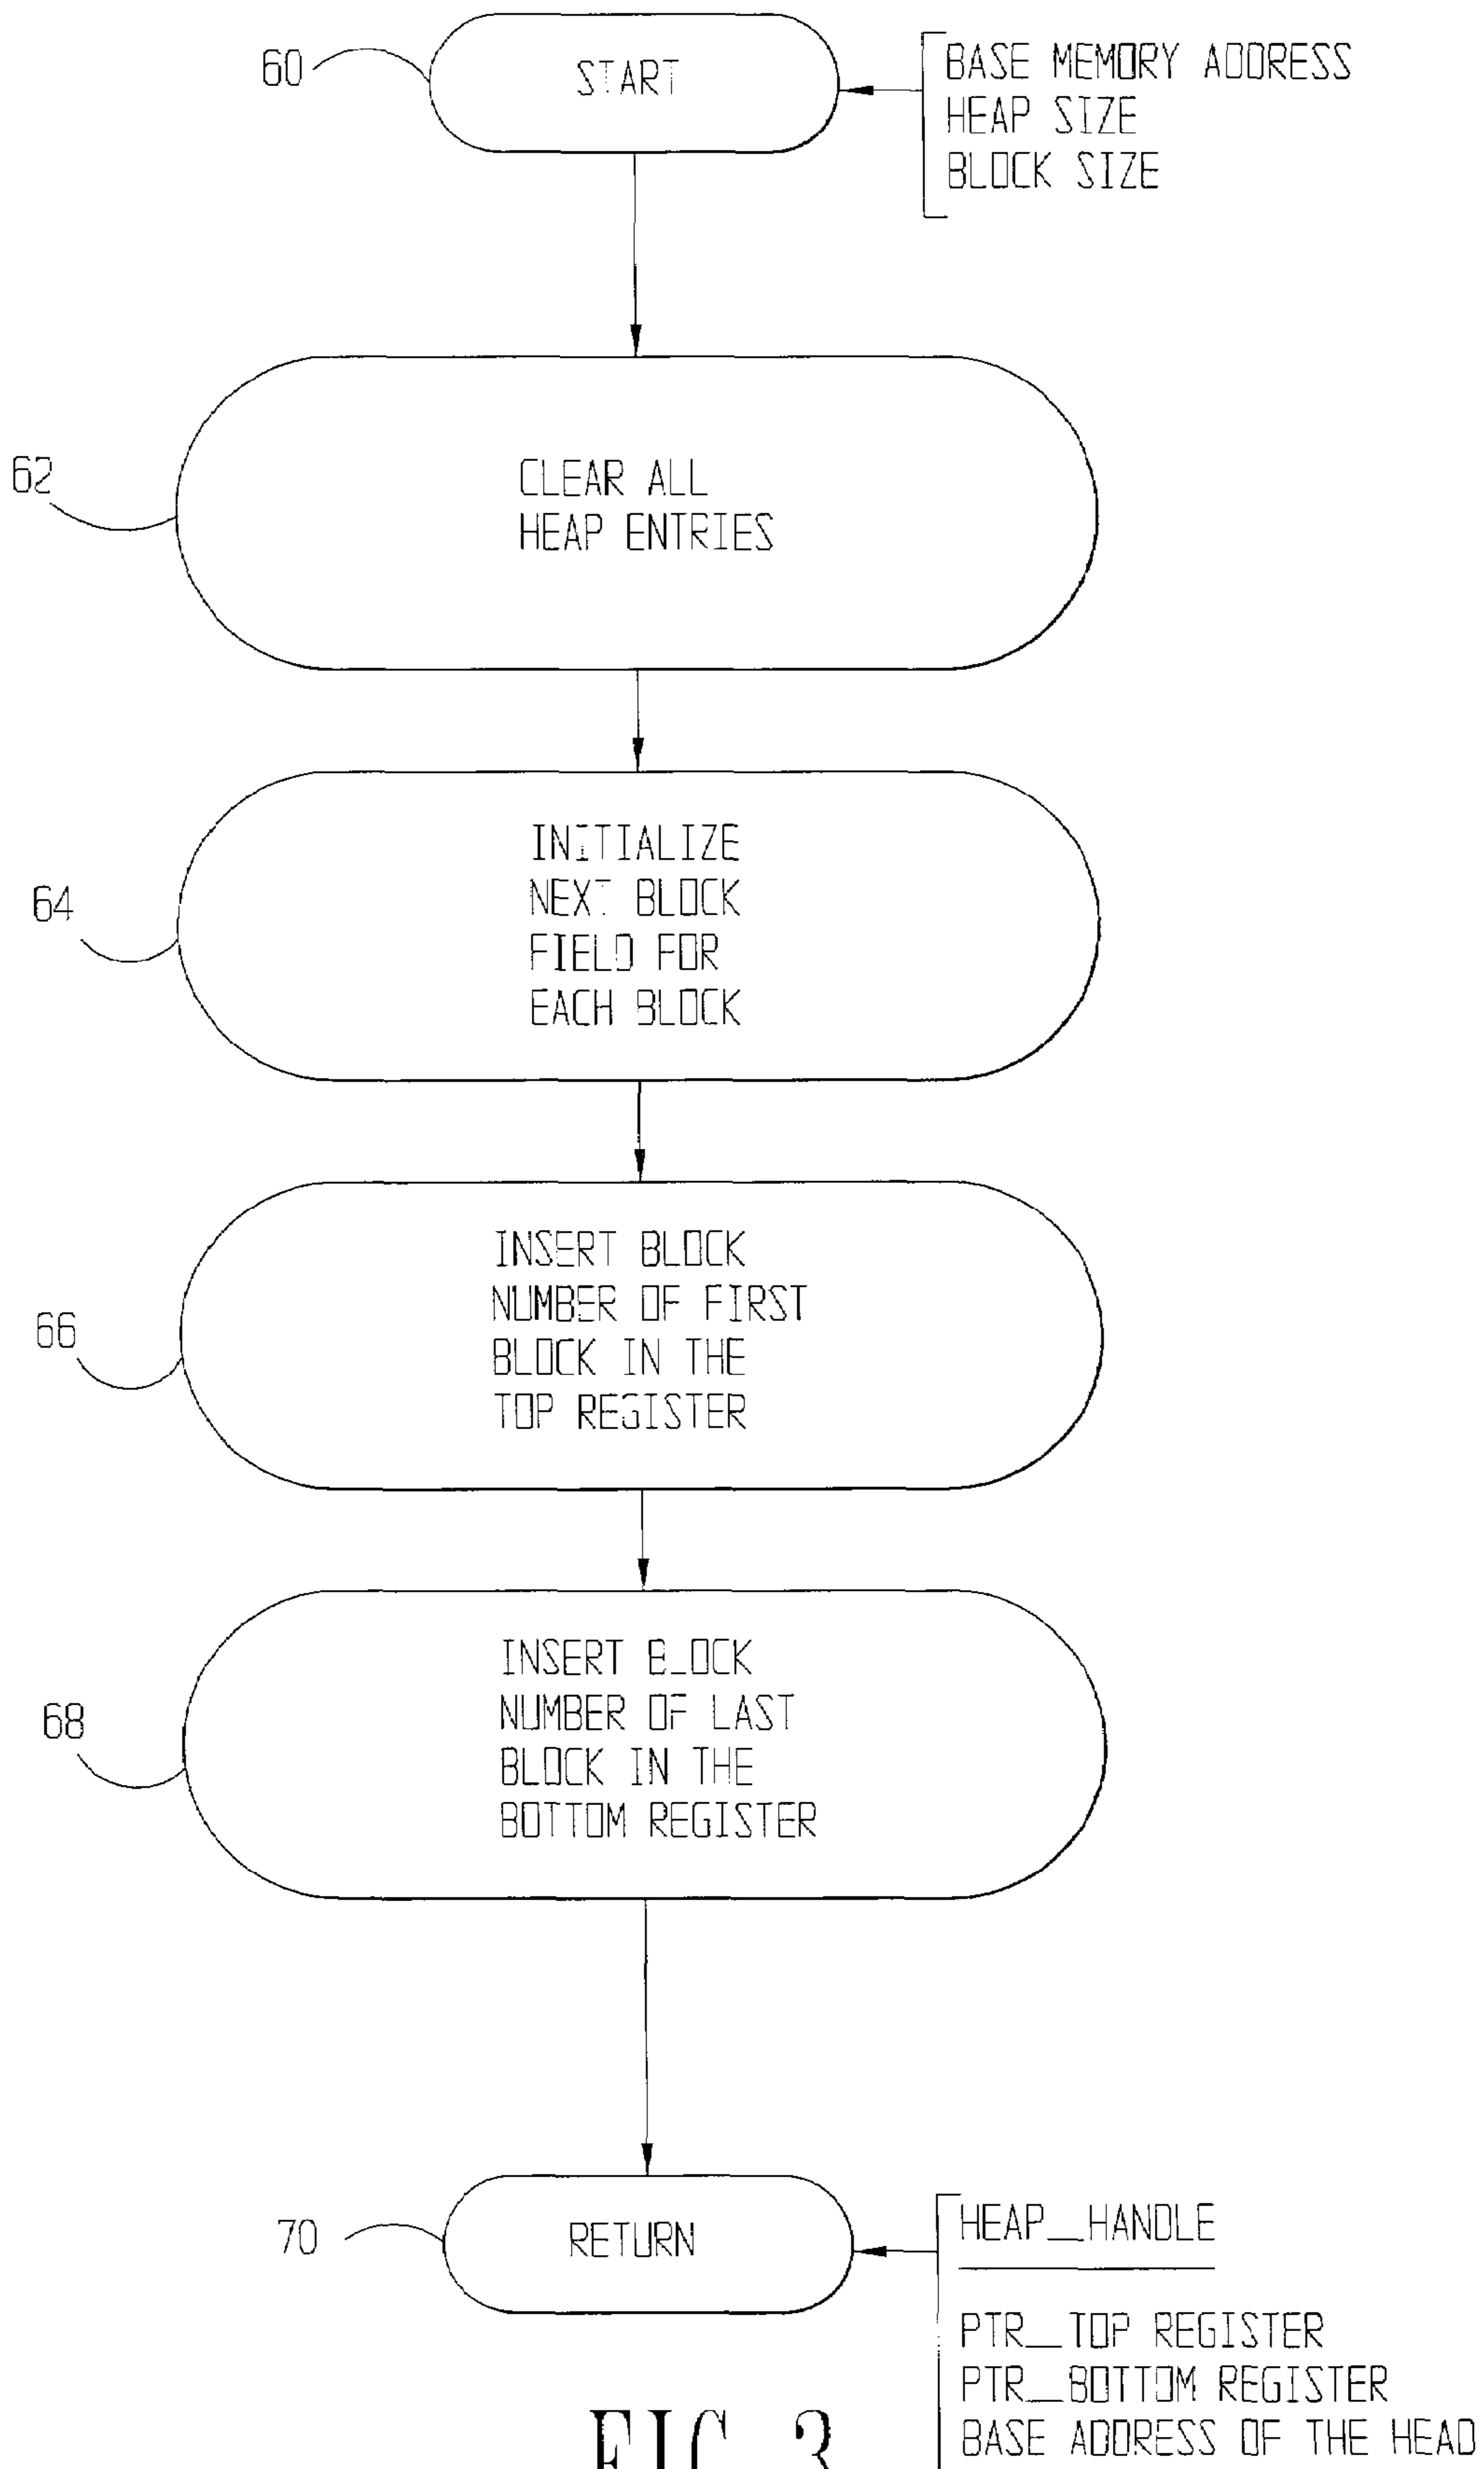 60
START
BASE MEMORY ADDRESS
HEAP SIZE
BLOCK SIZE
62
CLEAR ALL
HEAP ENTRIES
64
INITIALIZE
NEXT BLOCK
FIELD FOR
EACH BLOCK
66
INSERT BLOCK
NUMBER OF FIRST
BLOCK IN THE
TOP REGISTER
68
INSERT BLOCK
NUMBER OF LAST
BLOCK IN THE
BOTTOM REGISTER
70
RETURN
HEAP_HANDLE
PTR_TOP REGISTER
PTR_BOTTOM REGISTER
BASE ADDRESS OF THE HEAD
FIG. 3